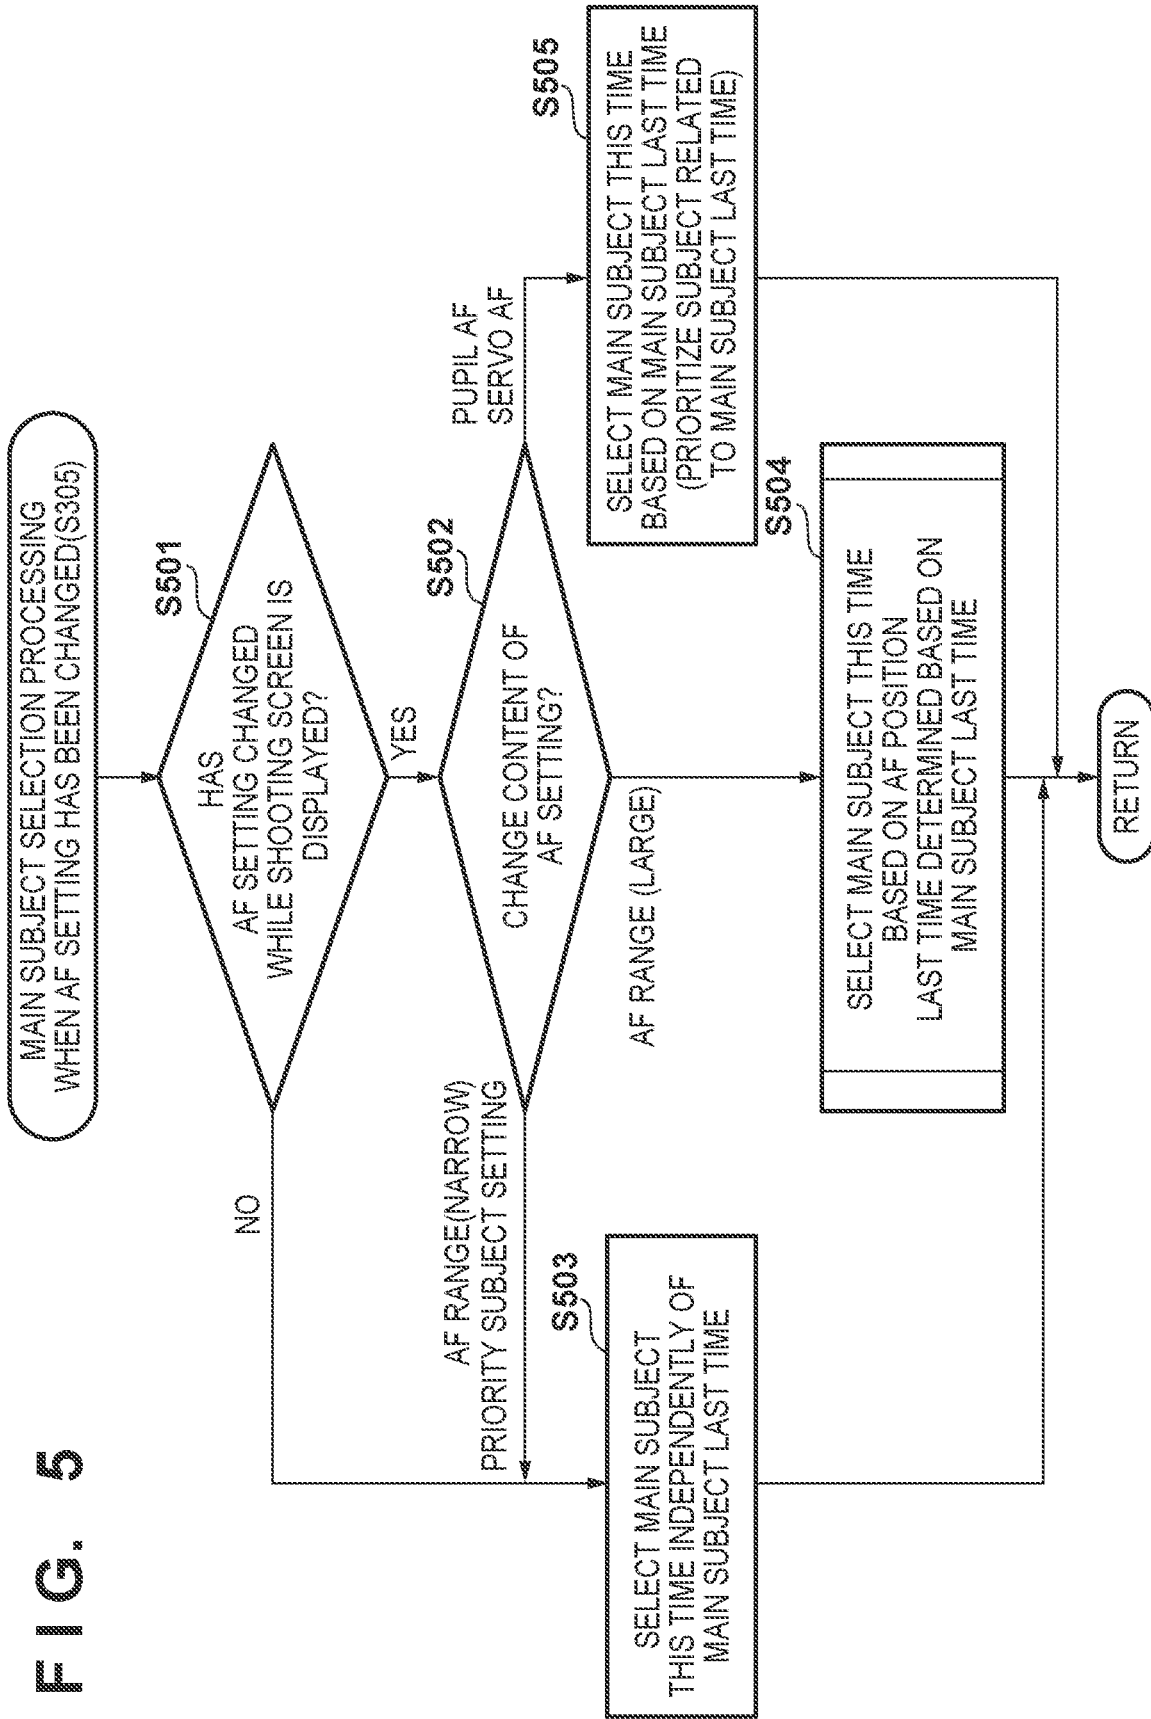 FIG. 5
MAIN SUBJECT SELECTION PROCESSING
WHEN AF SETTING HAS BEEN CHANGED(S305)
S501
HAS
AF SETTING CHANGED
WHILE SHOOTING SCREEN IS
DISPLAYED?
NO
YES
S502
CHANGE CONTENT OF
AF SETTING?
AF RANGE(NARROW)
PRIORITY SUBJECT SETTING
AF RANGE (LARGE)
PUPIL AF
SERVO AF
S503
SELECT MAIN SUBJECT
THIS TIME INDEPENDENTLY OF
MAIN SUBJECT LAST TIME
S504
SELECT MAIN SUBJECT THIS TIME
BASED ON AF POSITION
LAST TIME DETERMINED BASED ON
MAIN SUBJECT LAST TIME
S505
SELECT MAIN SUBJECT THIS TIME
BASED ON MAIN SUBJECT LAST TIME
(PRIORITIZE SUBJECT RELATED
TO MAIN SUBJECT LAST TIME)
RETURN